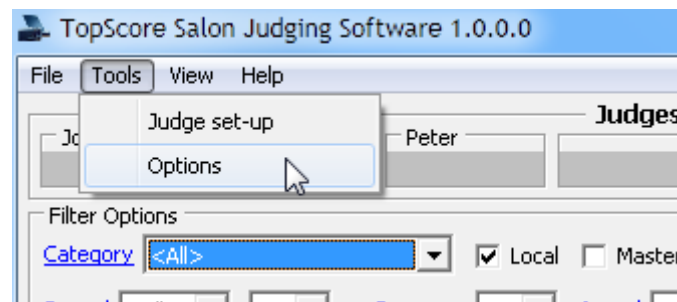 TopScore Salon Judging Software 1.0.0.0
File Tools View Help
Judges
Judge set-up
Peter
Options
Filter Options
Category <All> Local Master